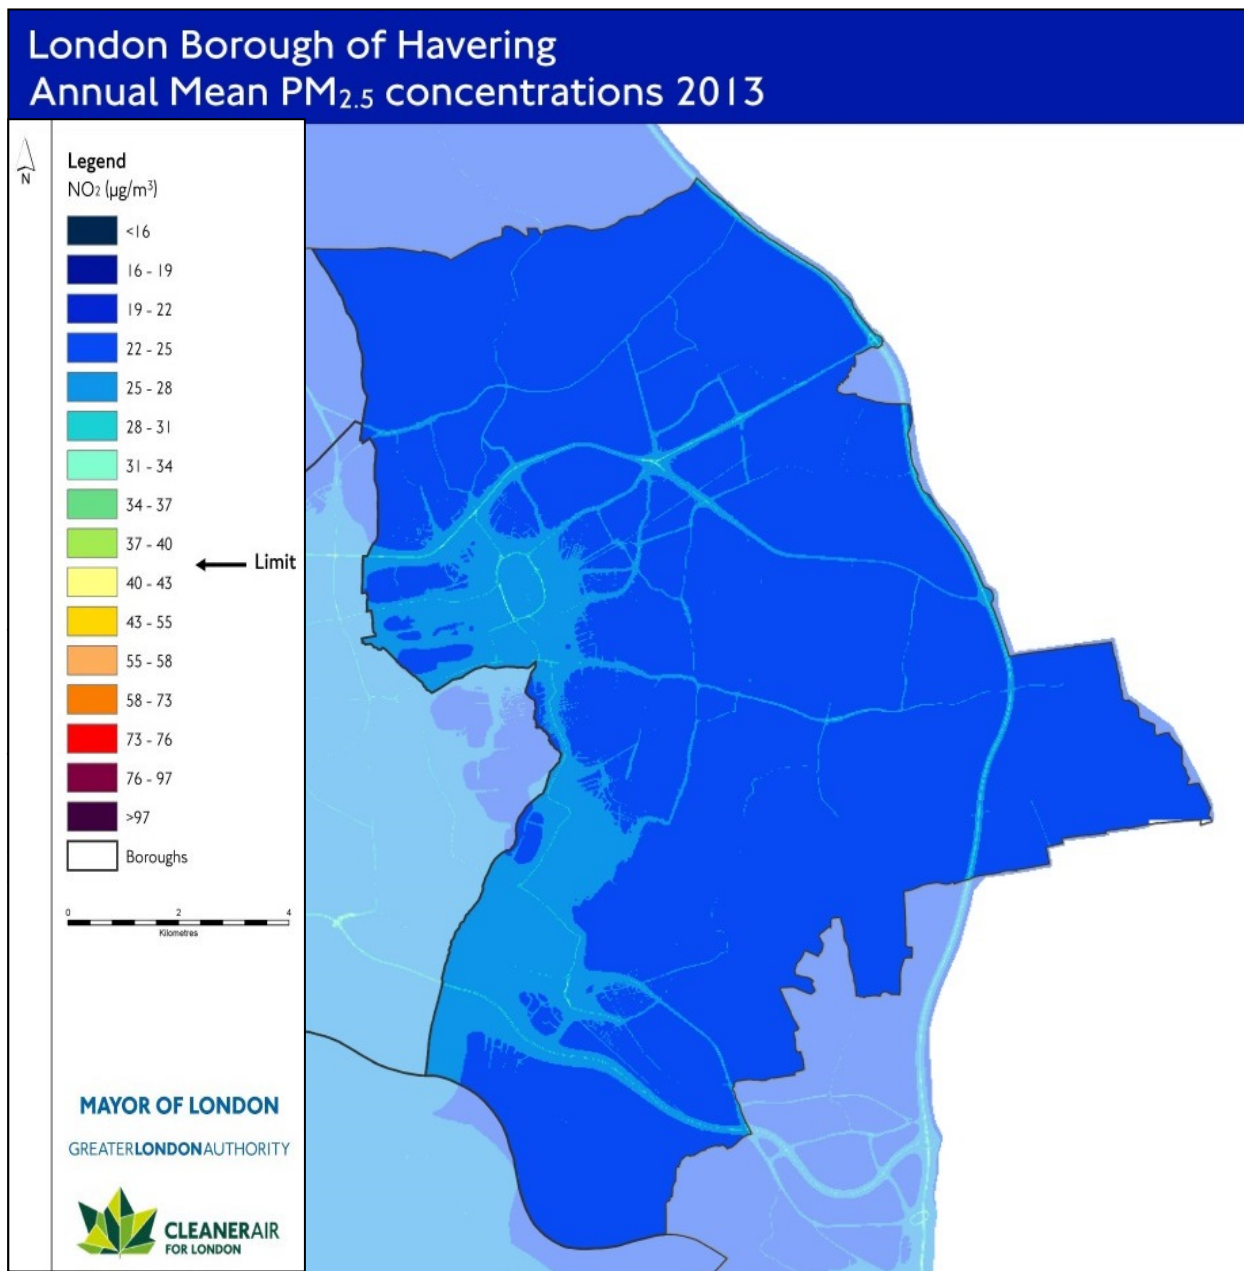 London Borough of Havering
Annual Mean PM2.5 concentrations 2013
N
Legend
NO2 (µg/m³)
<16
16 - 19
19 - 22
22 - 25
25 - 28
28 - 31
31 - 34
34 - 37
37 - 40
Limit
40 - 43
43 - 55
55 - 58
58 - 73
73 - 76
76 - 97
>97
Boroughs
0 2 4
Kilometres
MAYOR OF LONDON
GREATERLONDONAUTHORITY
CLEANERAIR
FOR LONDON